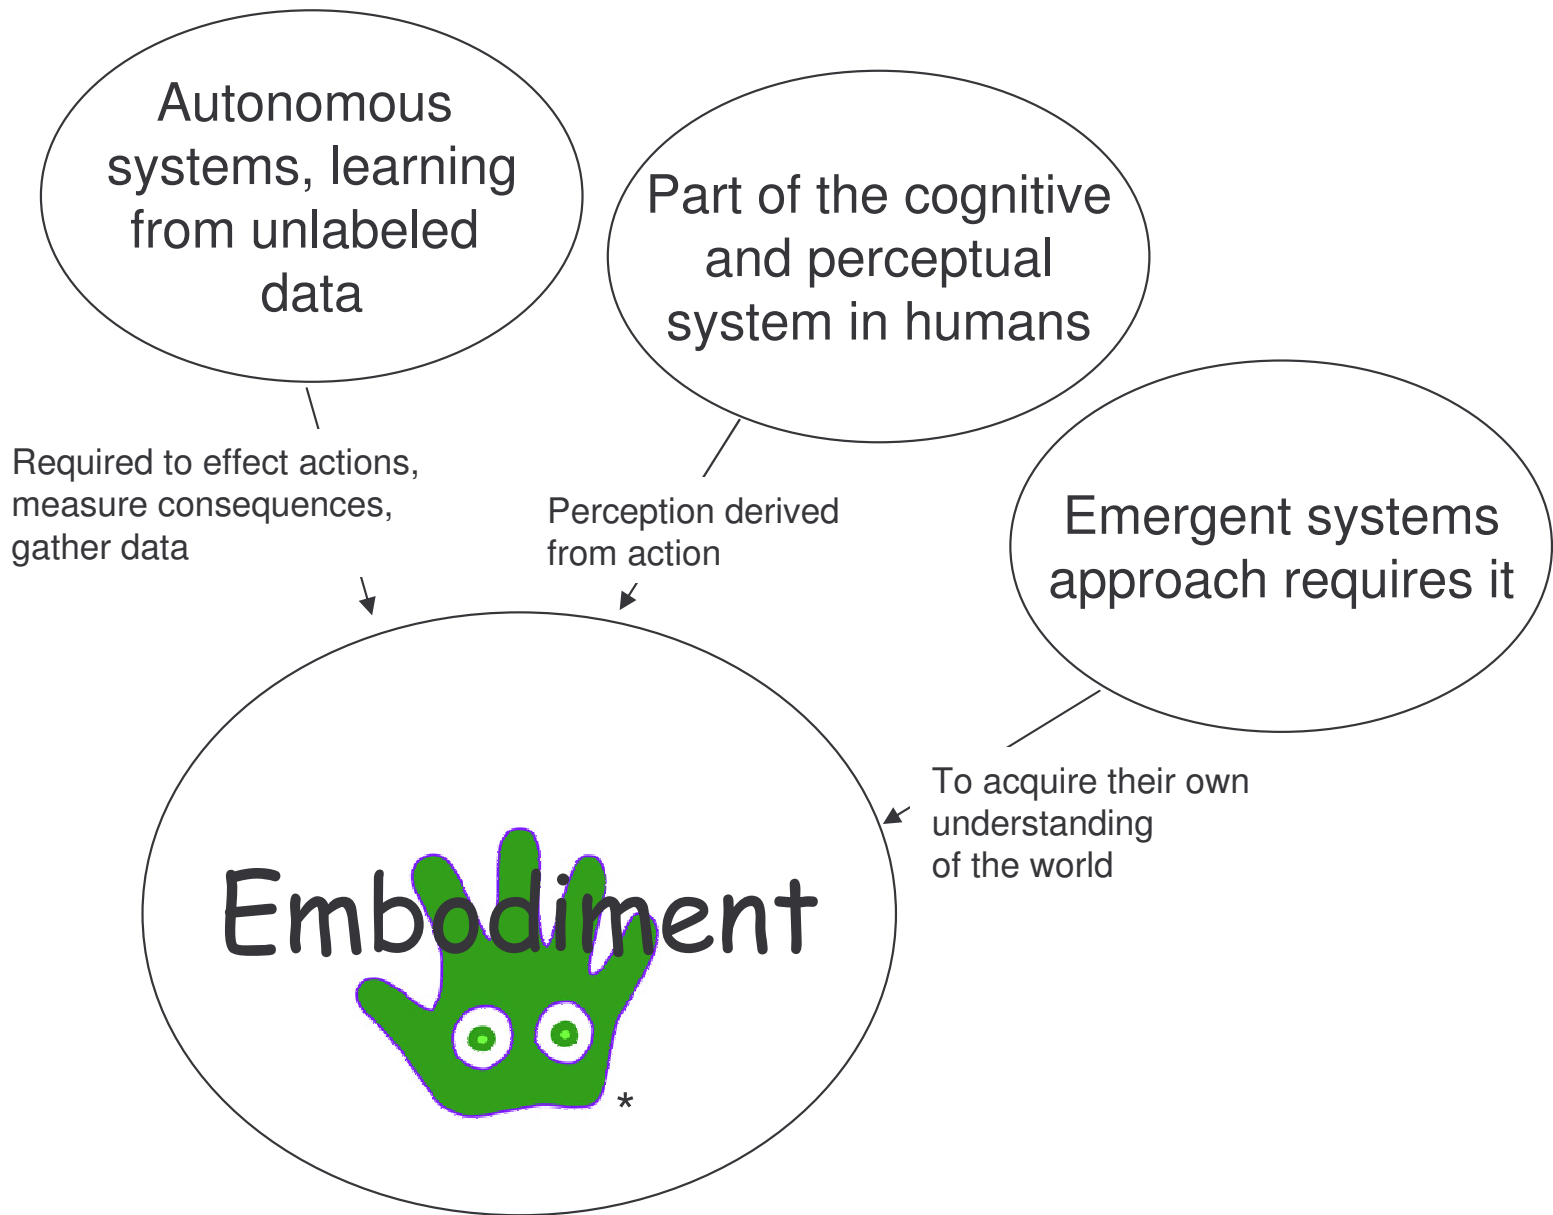 Autonomous
systems, learning
from unlabeled
data
Part of the cognitive
and perceptual
system in humans
Emergent systems
approach requires it
Required to effect actions,
measure consequences,
gather data
Perception derived
from action
To acquire their own
understanding
of the world
Embodiment
*